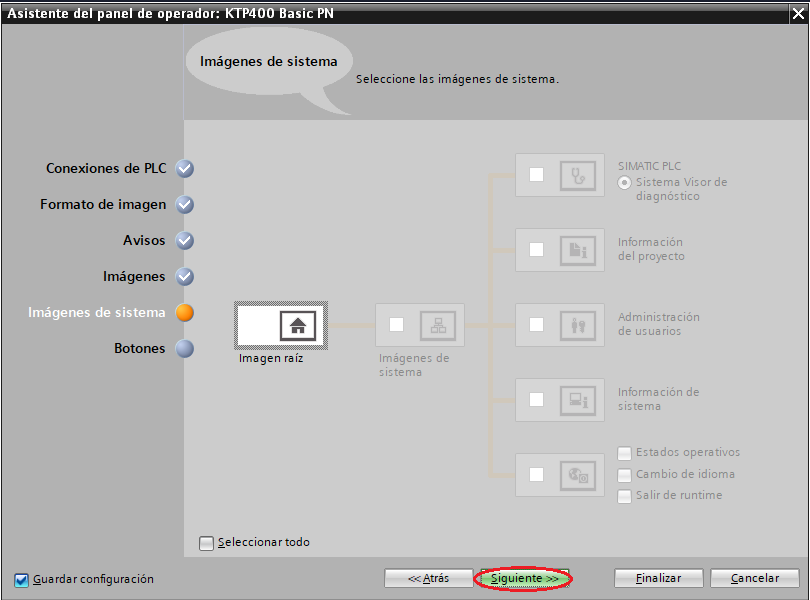 Asistente del panel de operador: KTP400 Basic PN
Imágenes de sistema
Seleccione las imágenes de sistema.
Conexiones de PLC
Formato de imagen
Avisos
Imágenes
Imágenes de sistema
Botones
Imagen raíz
Imágenes de
sistema
SIMATIC PLC
Sistema Visor de
diagnóstico
Información
del proyecto
Administración
de usuarios
Información de
sistema
Estados operativos
Cambio de idioma
Salir de runtime
Seleccionar todo
Guardar configuración
<< Atrás
Siguiente >>
Finalizar
Cancelar